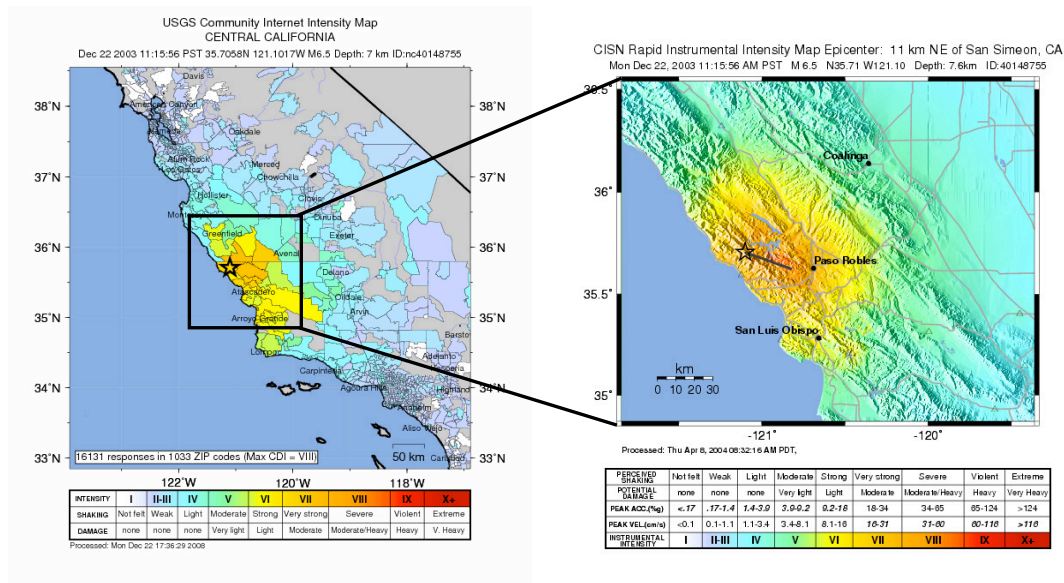 USGS Community Internet Intensity Map
CENTRAL CALIFORNIA
Dec 22 2003 11:15:56 PST 35.7058N 121.1017W M6.5 Depth: 7 km ID:nc40148755
38°N
37°N
36°N
35°N
34°N
33°N
38°N
37°N
36°N
35°N
34°N
33°N
Davis
American Canyon
Alameda
Oakdale
Alum Rock
Los Gatos
Merced
Chowchilla
Hollister
Clovis
Dinuba
Greenfield
Exeter
Avenal
Delano
Atascadero
Oildale
Arroyo Grande
Arvin
Lompoc
Adelanto
Carpinteria
Agoura Hills
Highland
Anaheim
Aliso Viejo
16131 responses in 1033 ZIP codes (Max CDI = VIII)
50 km
122°W 120°W 118°W
INTENSITY I II-III IV V VI VII VIII IX X+
SHAKING Not felt Weak Light Moderate Strong Very strong Severe Violent Extreme
DAMAGE none none none Very light Light Moderate Moderate/Heavy Heavy V. Heavy
Processed: Mon Dec 22 17:36:29 2008
CISN Rapid Instrumental Intensity Map Epicenter: 11 km NE of San Simeon, CA
Mon Dec 22, 2003 11:15:56 AM PST M 6.5 N35.71 W121.10 Depth: 7.6km ID:40148755
36°
35.5°
35°
Coalinga
Paso Robles
San Luis Obispo
km
0 10 20 30
-121° -120°
Processed: Thu Apr 8, 2004 08:32:16 AM PDT,
PERCEIVED SHAKING Not felt Weak Light Moderate Strong Very strong Severe Violent Extreme
POTENTIAL DAMAGE none none none Very light Light Moderate Moderate/Heavy Heavy Very Heavy
PEAK ACC.(%g) <.17 .17-1.4 1.4-3.9 3.9-9.2 9.2-18 18-34 34-65 65-124 >124
PEAK VEL.(cm/s) <0.1 0.1-1.1 1.1-3.4 3.4-8.1 8.1-16 16-31 31-60 60-116 >116
INSTRUMENTAL INTENSITY I II-III IV V VI VII VIII IX X+